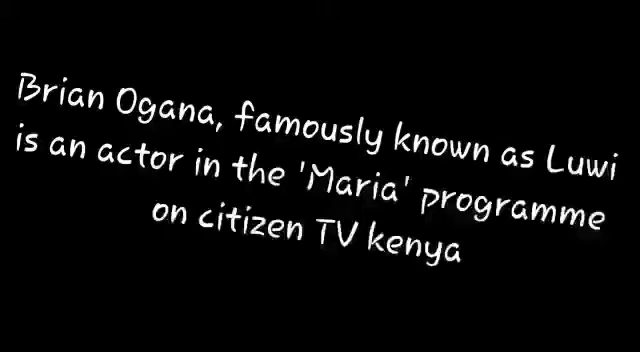 Brian Ogana, famously known as Luwi
is an actor in the 'Maria' programme
on citizen TV kenya